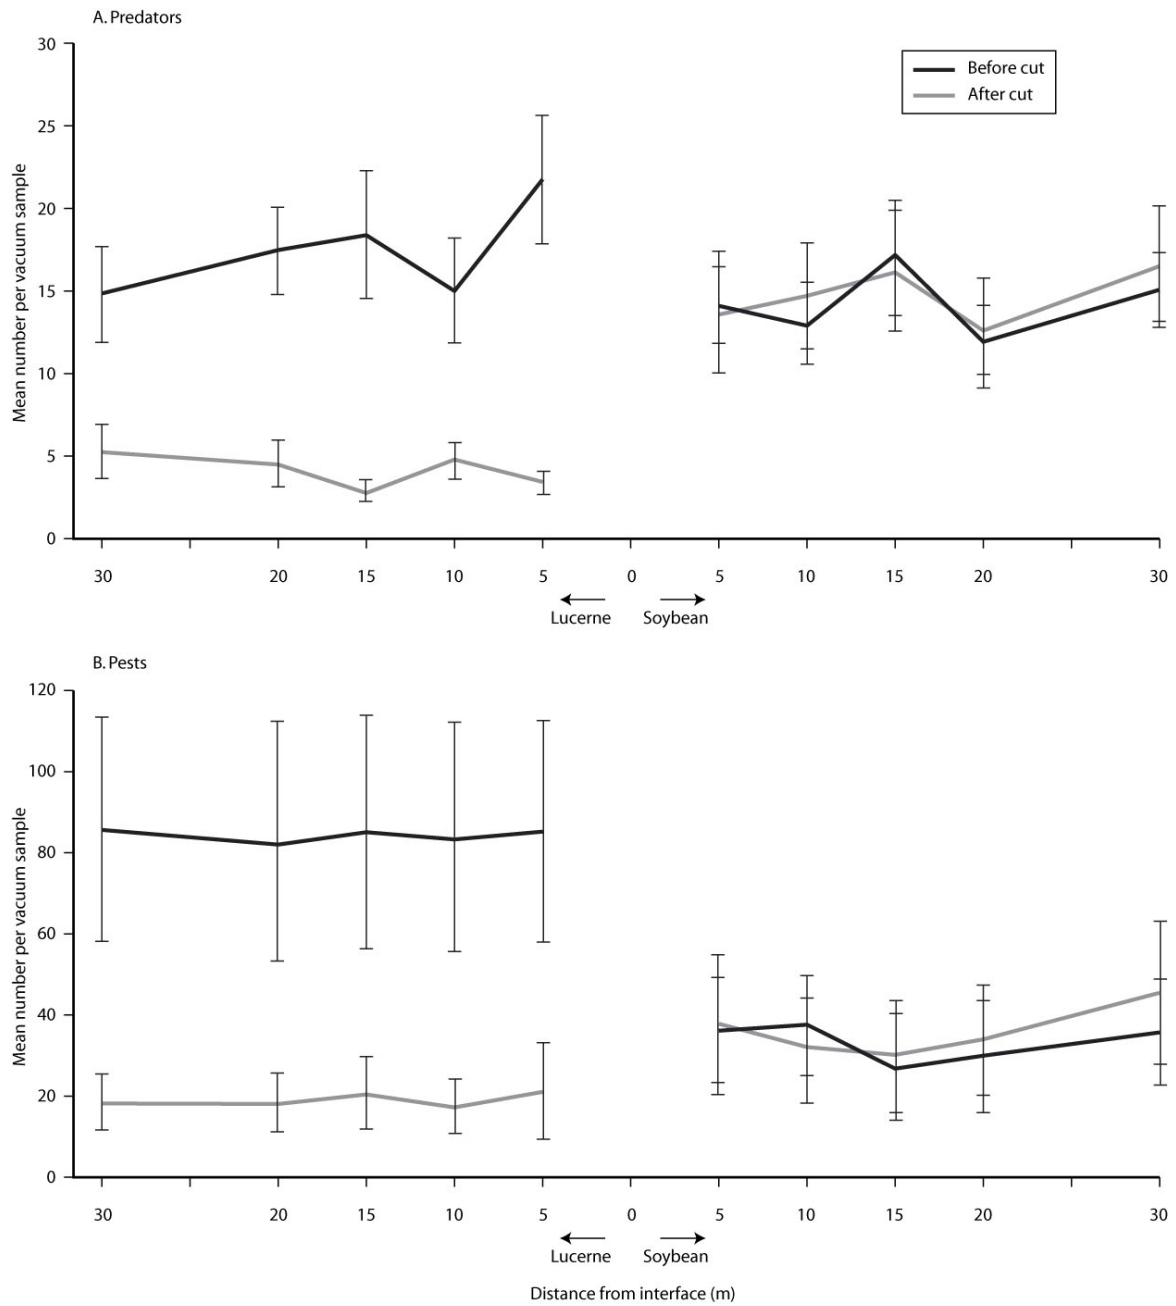 A. Predators
Before cut
After cut
Mean number per vacuum sample
30
25
20
15
10
5
0
30 20 15 10 5 0 5 10 15 20 30
Lucerne Soybean
B. Pests
Mean number per vacuum sample
120
100
80
60
40
20
0
30 20 15 10 5 0 5 10 15 20 30
Lucerne Soybean
Distance from interface (m)